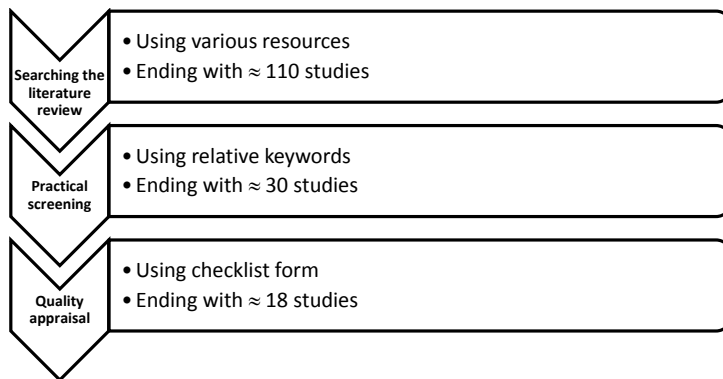 Searching the
literature
review
• Using various resources
• Ending with ≈ 110 studies
Practical
screening
• Using relative keywords
• Ending with ≈ 30 studies
Quality
appraisal
• Using checklist form
• Ending with ≈ 18 studies